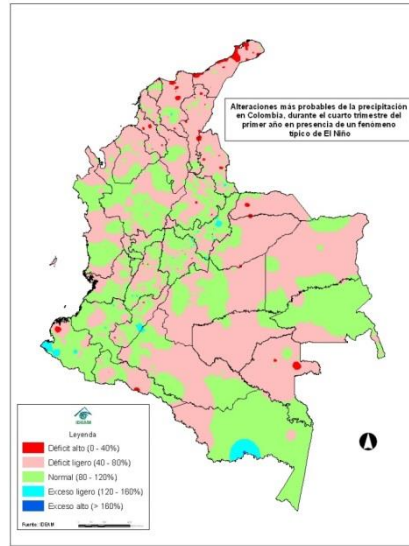 Alteraciones más probables de la precipitación
en Colombia, durante el cuarto trimestre del
primer año en presencia de un fenómeno
típico de El Niño
IDEAM
Leyenda
Déficit alto (0 - 40%)
Déficit ligero (40 - 80%)
Normal (80 - 120%)
Exceso ligero (120 - 160%)
Exceso alto (> 160%)
Fuente: IDEAM